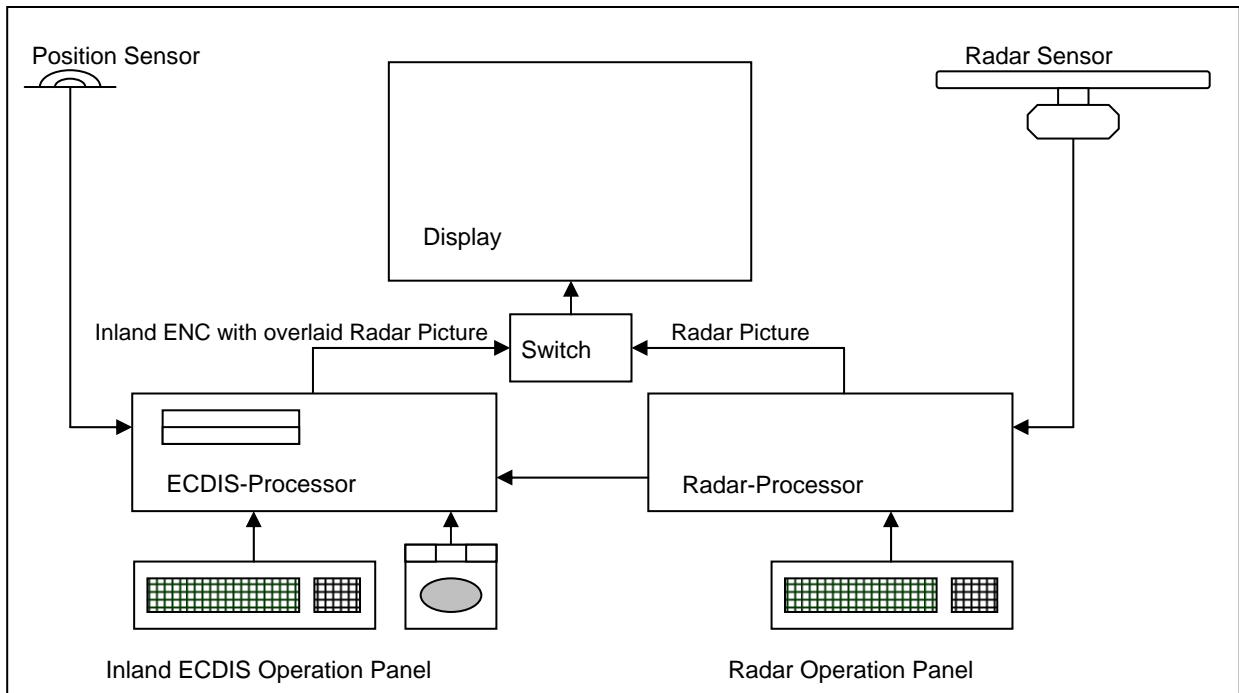 Position Sensor
Radar Sensor
Display
Inland ENC with overlaid Radar Picture
Switch
Radar Picture
ECDIS-Processor
Radar-Processor
Inland ECDIS Operation Panel
Radar Operation Panel